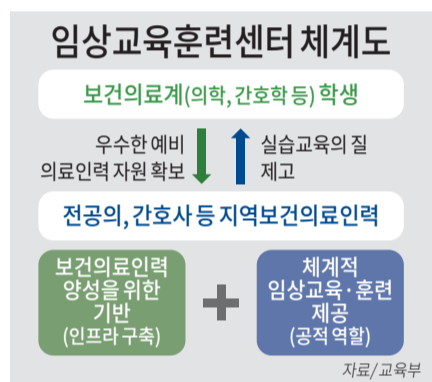 임상교육훈련센터 체계도
보건의료계(의학, 간호학 등) 학생
우수한 예비
의료인력 자원 확보
실습교육의 질
제고
전공의, 간호사 등 지역보건의료인력
보건의료인력
양성을 위한
기반
(인프라 구축)
+
체계적
임상교육·훈련
제공
(공적 역할)
자료/교육부